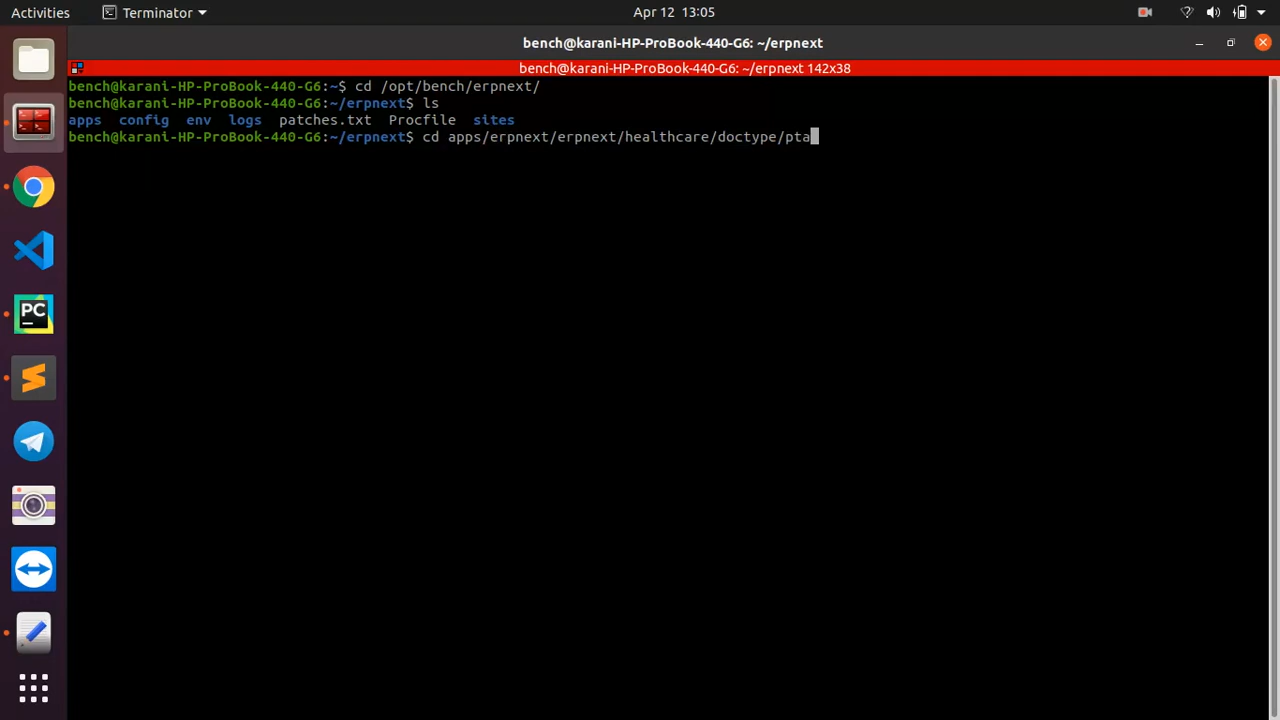 Activities
Terminator
Apr 12 13:05
bench@karani-HP-ProBook-440-G6: ~/erpnext
bench@karani-HP-ProBook-440-G6: ~/erpnext 142x38
bench@karani-HP-ProBook-440-G6:~$ cd /opt/bench/erpnext/
bench@karani-HP-ProBook-440-G6:~/erpnext$ ls
apps config env logs patches.txt Procfile sites
bench@karani-HP-ProBook-440-G6:~/erpnext$ cd apps/erpnext/erpnext/healthcare/doctype/pta
PC